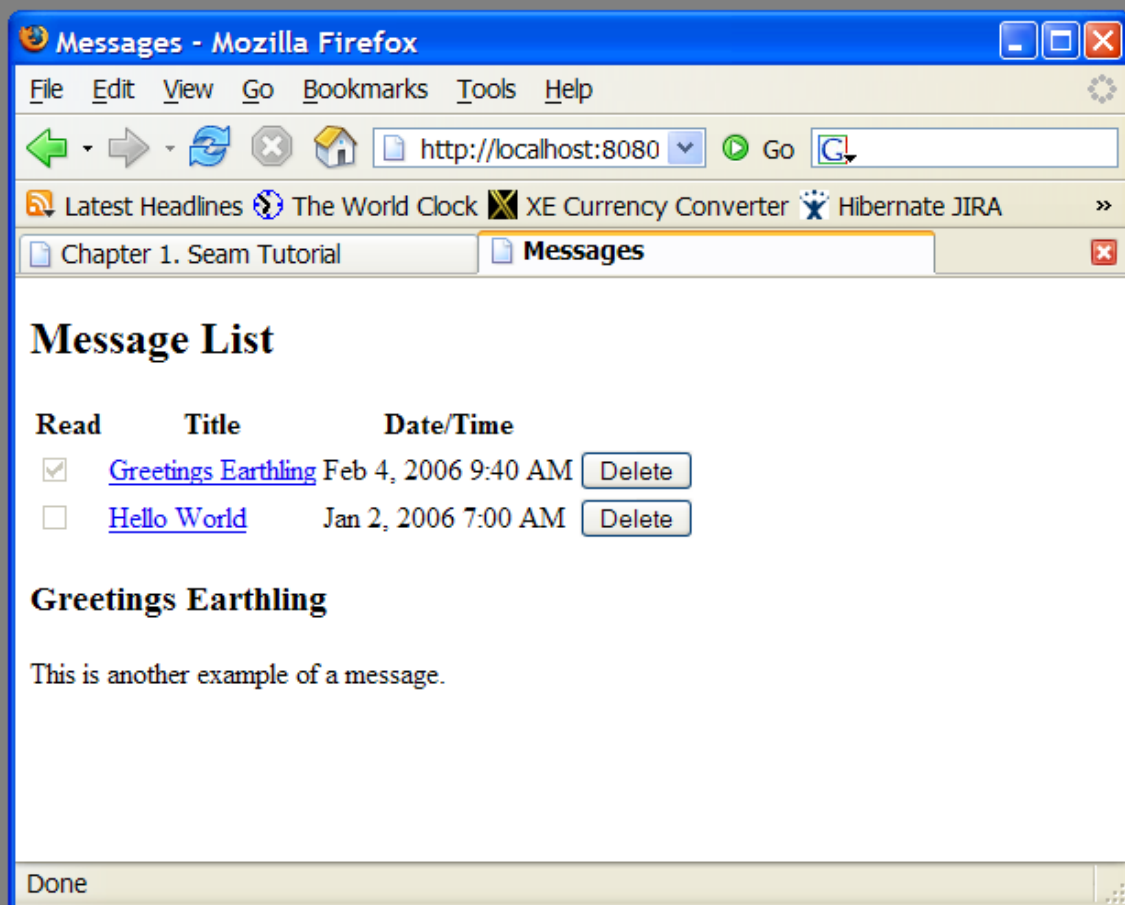 Messages - Mozilla Firefox
File Edit View Go Bookmarks Tools Help
http://localhost:8080 Go G
Latest Headlines The World Clock XE Currency Converter Hibernate JIRA »
Chapter 1. Seam Tutorial Messages
Message List
Read Title Date/Time
Greetings Earthling Feb 4, 2006 9:40 AM Delete
Hello World Jan 2, 2006 7:00 AM Delete
Greetings Earthling
This is another example of a message.
Done